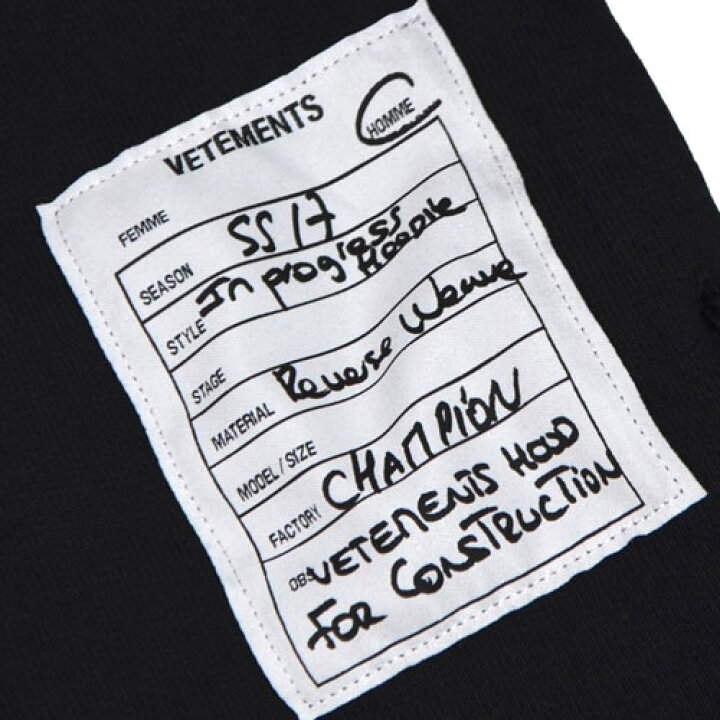 VETEMENTS
FEMME HOMME
SEASON SS17
STYLE In progress
Hoodie
STAGE
MATERIAL Reverse Weave
MODEL / SIZE
FACTORY CHAMPION
OBS VETEMENTS HOOD
FOR CONSTRUCTION